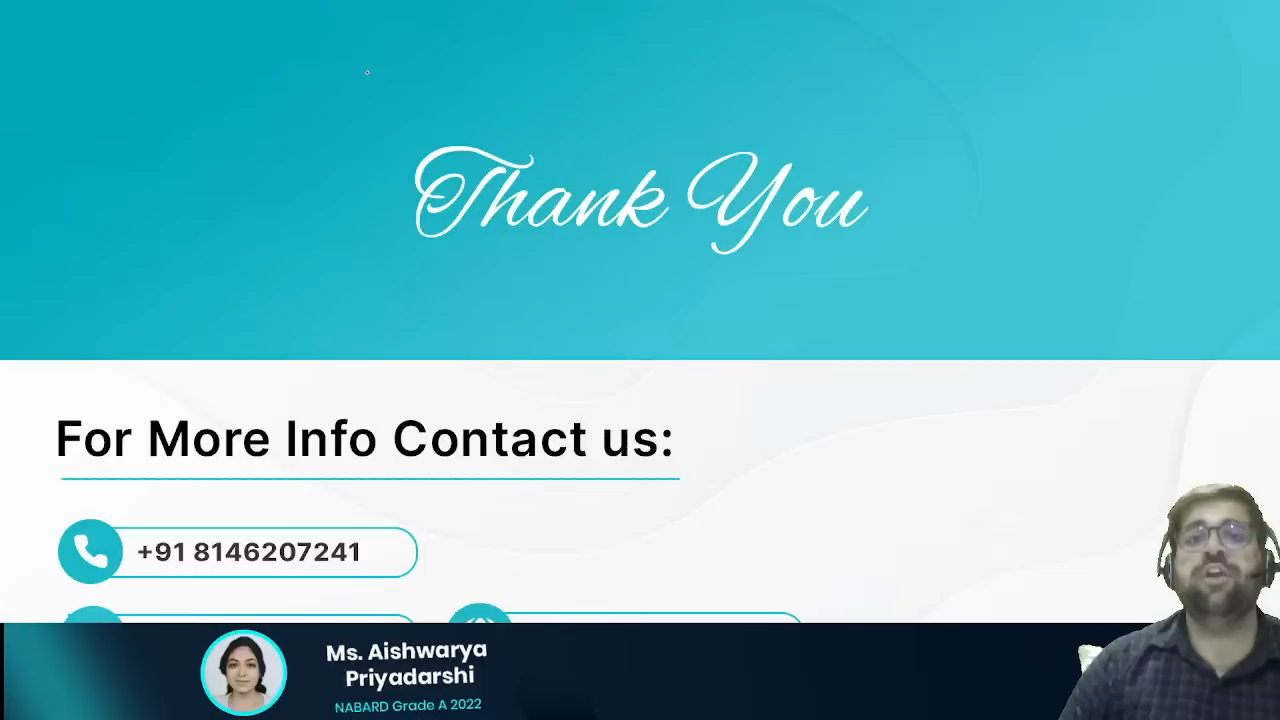 Thank You
For More Info Contact us:
+91 8146207241
Ms. Aishwarya
Priyadarshi
NABARD Grade A 2022